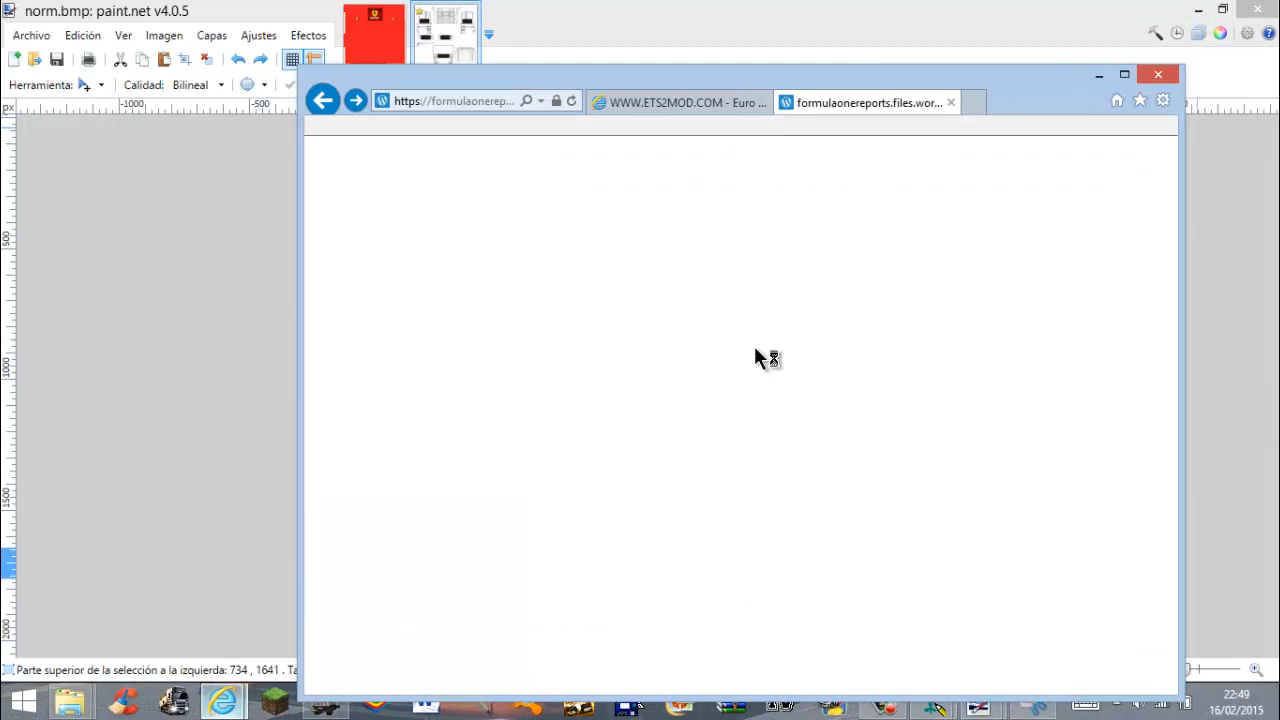 norm.bmp: paint.net v4.0.5
Archivo Edición Ver Imagen Capas Ajustes Efectos
Herramienta: Calidad: Bilineal
https://formulaonerep... WWW.ETS2MOD.COM - Euro ... formulaonereports.files.wor...
px -1000 -500
500
1000
1500
2000
Parte superior de la selección a la izquierda: 734 , 1641 . Ta
22:49
16/02/2015